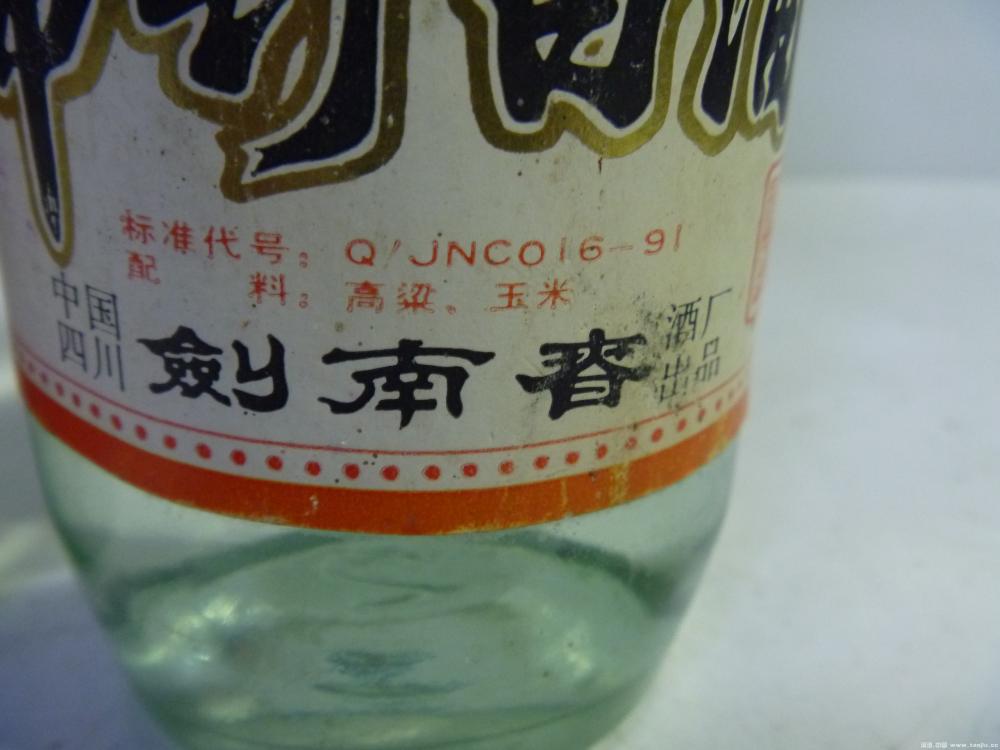 标准代号：Q/JNC016-91
配料：高粱、玉米
中国
四川
劍南春
酒厂
出品